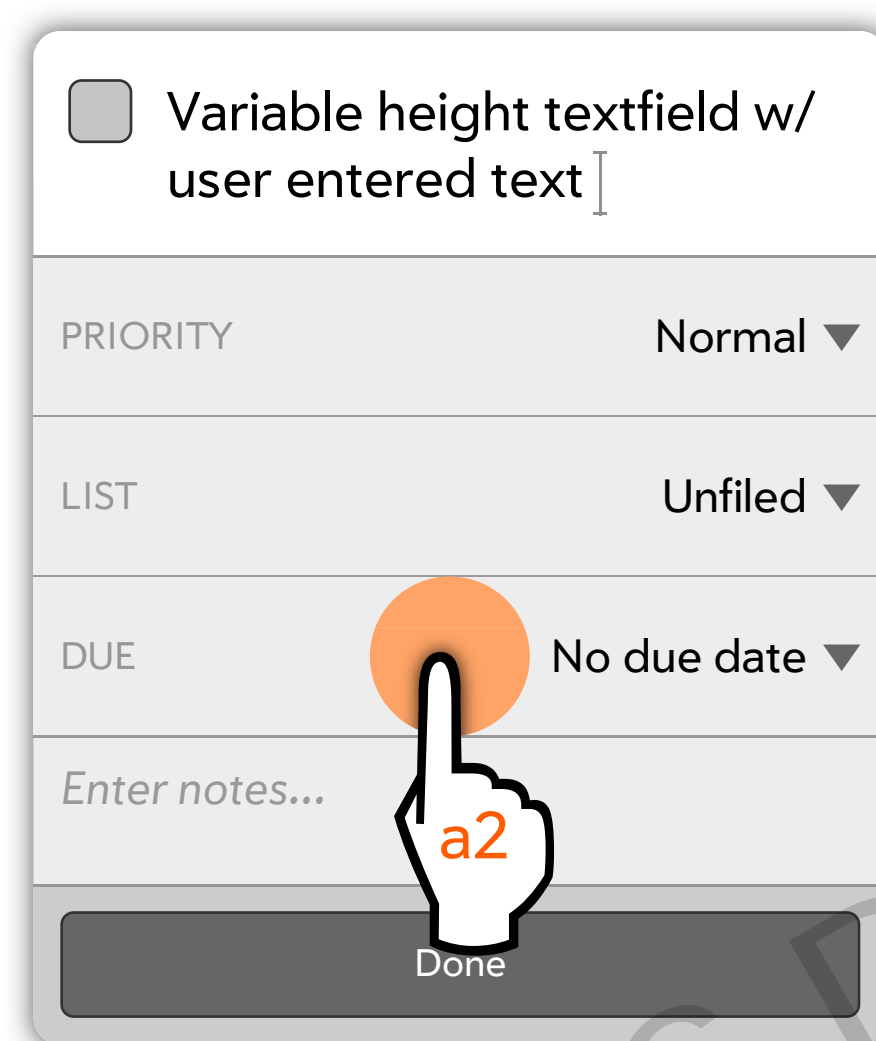 Variable height textfield w/
user entered text
PRIORITY
Normal
LIST
Unfiled
DUE
No due date
Enter notes...
a2
Done